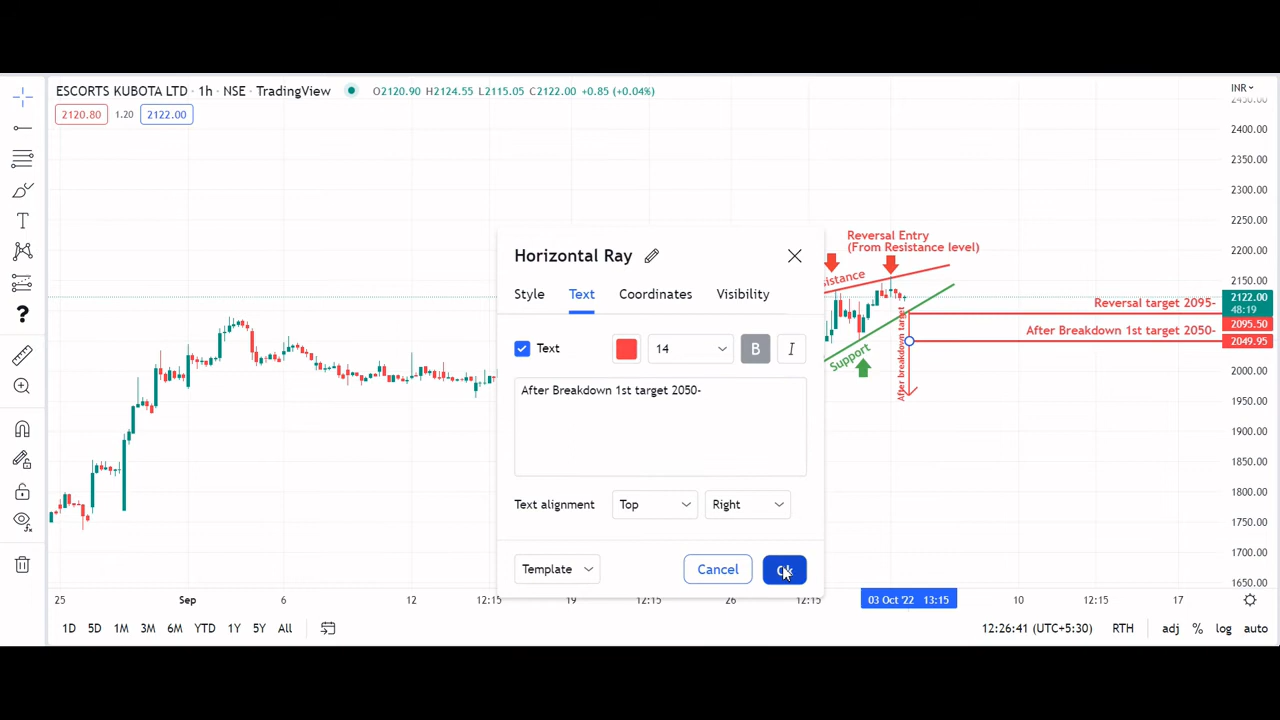 ESCORTS KUBOTA LTD · 1h · NSE · TradingView
O2120.90 H2124.55 L2115.05 C2122.00 +0.85 (+0.04%)
INR
2120.80 1.20 2122.00
2450.00
2400.00
2350.00
2300.00
2250.00
2200.00
2150.00
2122.00
48:19
2095.50
2049.95
2000.00
1950.00
1900.00
1850.00
1800.00
1750.00
1700.00
1650.00
Reversal Entry
(From Resistance level)
sistance
Support
After breakdown target
Reversal target 2095-
After Breakdown 1st target 2050-
Horizontal Ray
Style Text Coordinates Visibility
Text 14 B I
After Breakdown 1st target 2050-
Text alignment Top Right
Template Cancel Ok
25 Sep 6 12 12:15 19 12:15 26 12:15 03 Oct '22 13:15 10 12:15 17
1D 5D 1M 3M 6M YTD 1Y 5Y All
12:26:41 (UTC+5:30) RTH adj % log auto